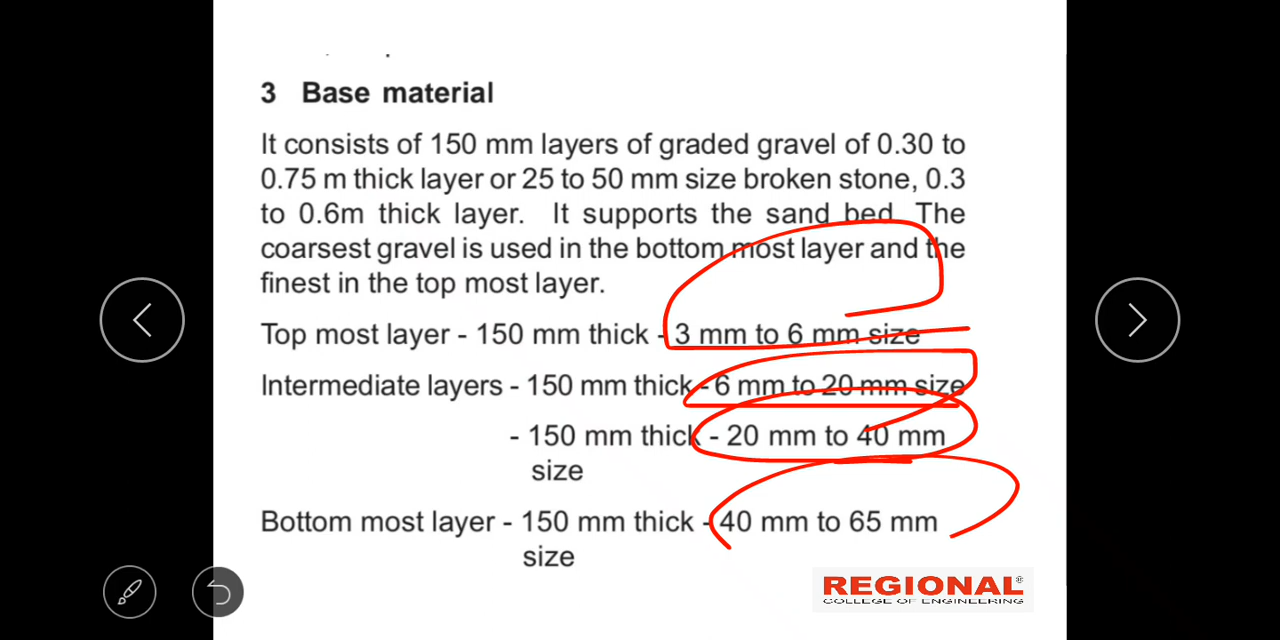 3 Base material
It consists of 150 mm layers of graded gravel of 0.30 to
0.75 m thick layer or 25 to 50 mm size broken stone, 0.3
to 0.6m thick layer. It supports the sand bed. The
coarsest gravel is used in the bottom most layer and the
finest in the top most layer.
Top most layer - 150 mm thick - 3 mm to 6 mm size
Intermediate layers - 150 mm thick - 6 mm to 20 mm size
- 150 mm thick - 20 mm to 40 mm
size
Bottom most layer - 150 mm thick - 40 mm to 65 mm
size
REGIONAL®
COLLEGE OF ENGINEERING